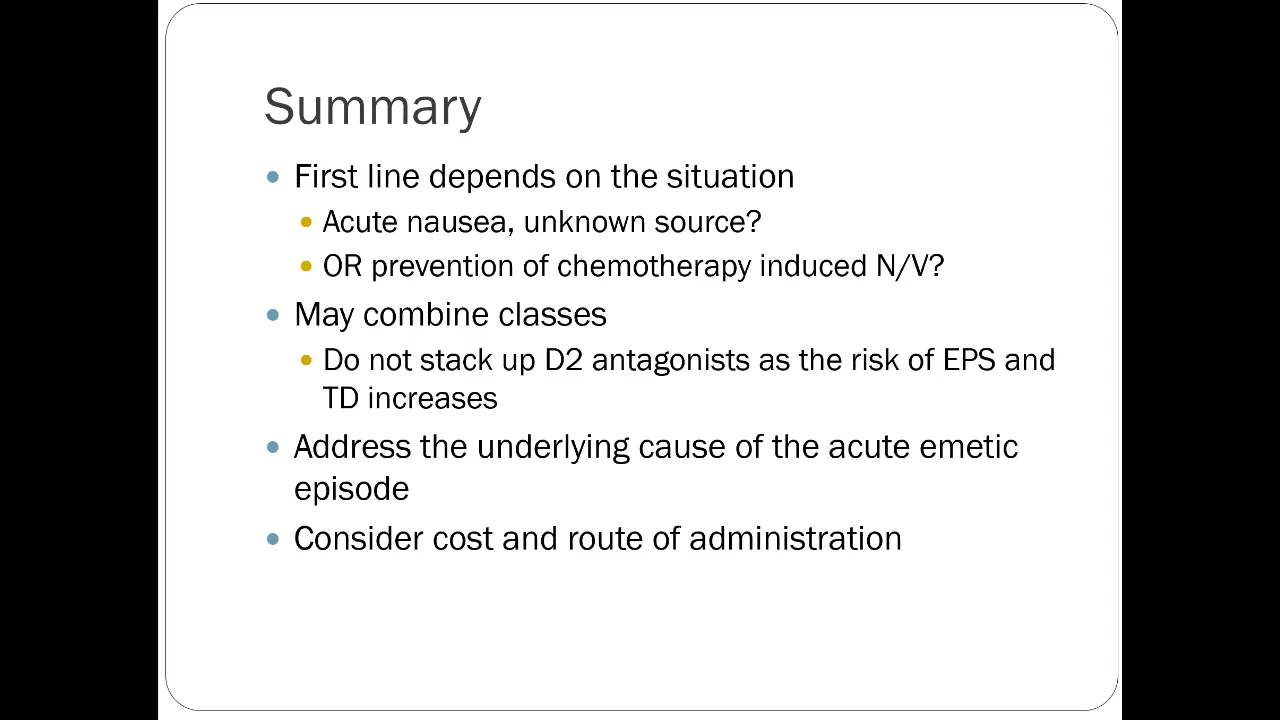 Summary
First line depends on the situation
Acute nausea, unknown source?
OR prevention of chemotherapy induced N/V?
May combine classes
Do not stack up D2 antagonists as the risk of EPS and
TD increases
Address the underlying cause of the acute emetic
episode
Consider cost and route of administration